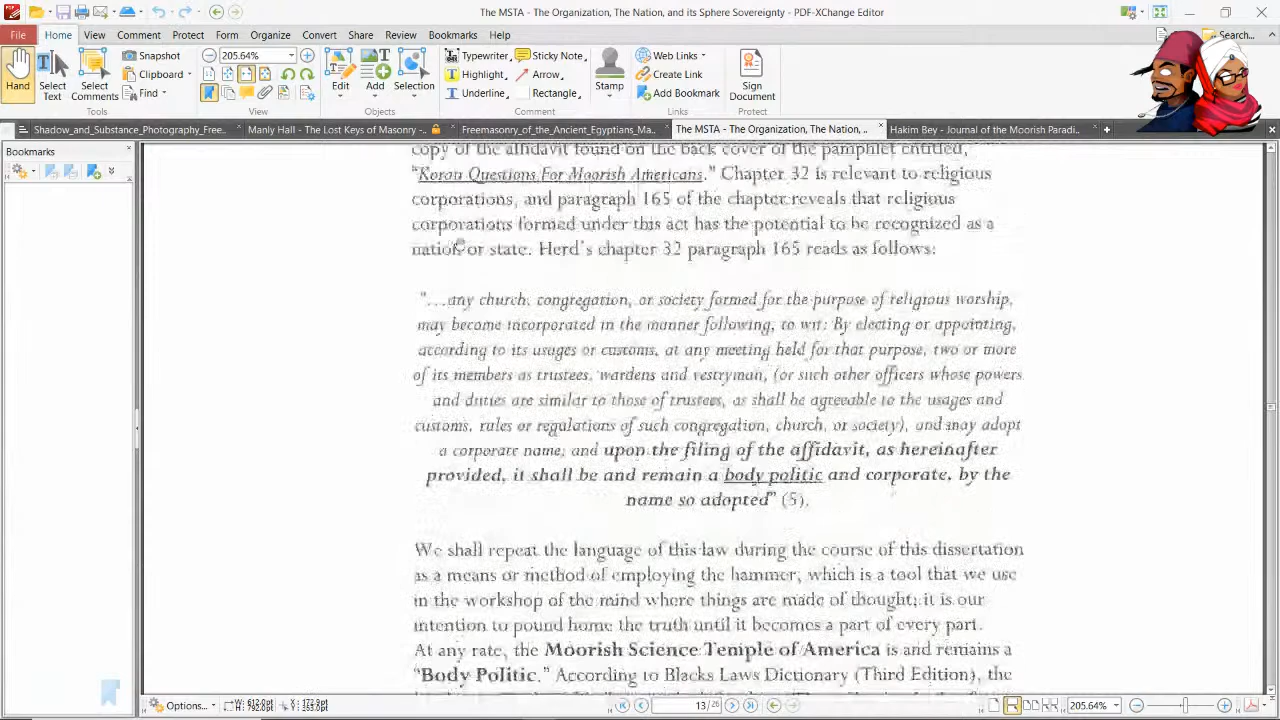 The MSTA - The Organization, The Nation, and its Sphere Sovereignty - PDF-XChange Editor
File Home View Comment Protect Form Organize Convert Share Review Bookmarks Help Search...
Hand
Select Text
Select Comments
Snapshot
Clipboard
Find
Tools
205.64%
View
Edit
Add
Selection
Objects
Typewriter
Highlight
Underline
Sticky Note
Arrow
Rectangle
Stamp
Comment
Web Links
Create Link
Add Bookmark
Links
Sign Document
Protect
Shadow_and_Substance_Photography_Free...
Manly Hall - The Lost Keys of Masonry -
Freemasonry_of_the_Ancient_Egyptians_Ma...
The MSTA - The Organization, The Nation, ...
Hakim Bey - Journal of the Moorish Paradi...
Bookmarks
copy of the affidavit found on the back cover of the pamphlet entitled,
"Koran Questions For Moorish Americans." Chapter 32 is relevant to religious
corporations, and paragraph 165 of the chapter reveals that religious
corporations formed under this act has the potential to be recognized as a
nation or state. Herd's chapter 32 paragraph 165 reads as follows:
"...any church, congregation, or society formed for the purpose of religious worship,
may become incorporated in the manner following, to wit: By electing or appointing,
according to its usages or customs, at any meeting held for that purpose, two or more
of its members as trustees, wardens and vestryman, (or such other officers whose powers
and duties are similar to those of trustees, as shall be agreeable to the usages and
customs, rules or regulations of such congregation, church, or society), and may adopt
a corporate name, and upon the filing of the affidavit, as hereinafter
provided, it shall be and remain a body politic and corporate, by the
name so adopted" (5).
We shall repeat the language of this law during the course of this dissertation
as a means or method of employing the hammer, which is a tool that we use
in the workshop of the mind where things are made of thought; it is our
intention to pound home the truth until it becomes a part of every part.
At any rate, the Moorish Science Temple of America is and remains a
"Body Politic." According to Blacks Laws Dictionary (Third Edition), the
Options...
13 / 26
205.64%